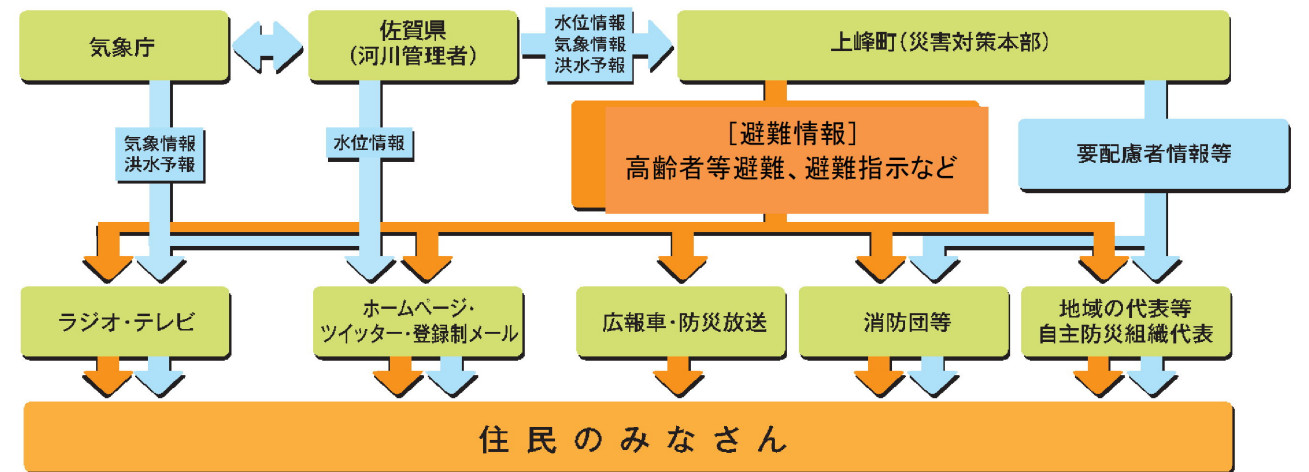 気象庁
佐賀県
(河川管理者)
水位情報
気象情報
洪水予報
上峰町(災害対策本部)
気象情報
洪水予報
水位情報
[避難情報]
高齢者等避難、避難指示など
要配慮者情報等
ラジオ・テレビ
ホームページ・
ツイッター・登録制メール
広報車・防災放送
消防団等
地域の代表等
自主防災組織代表
住民のみなさん